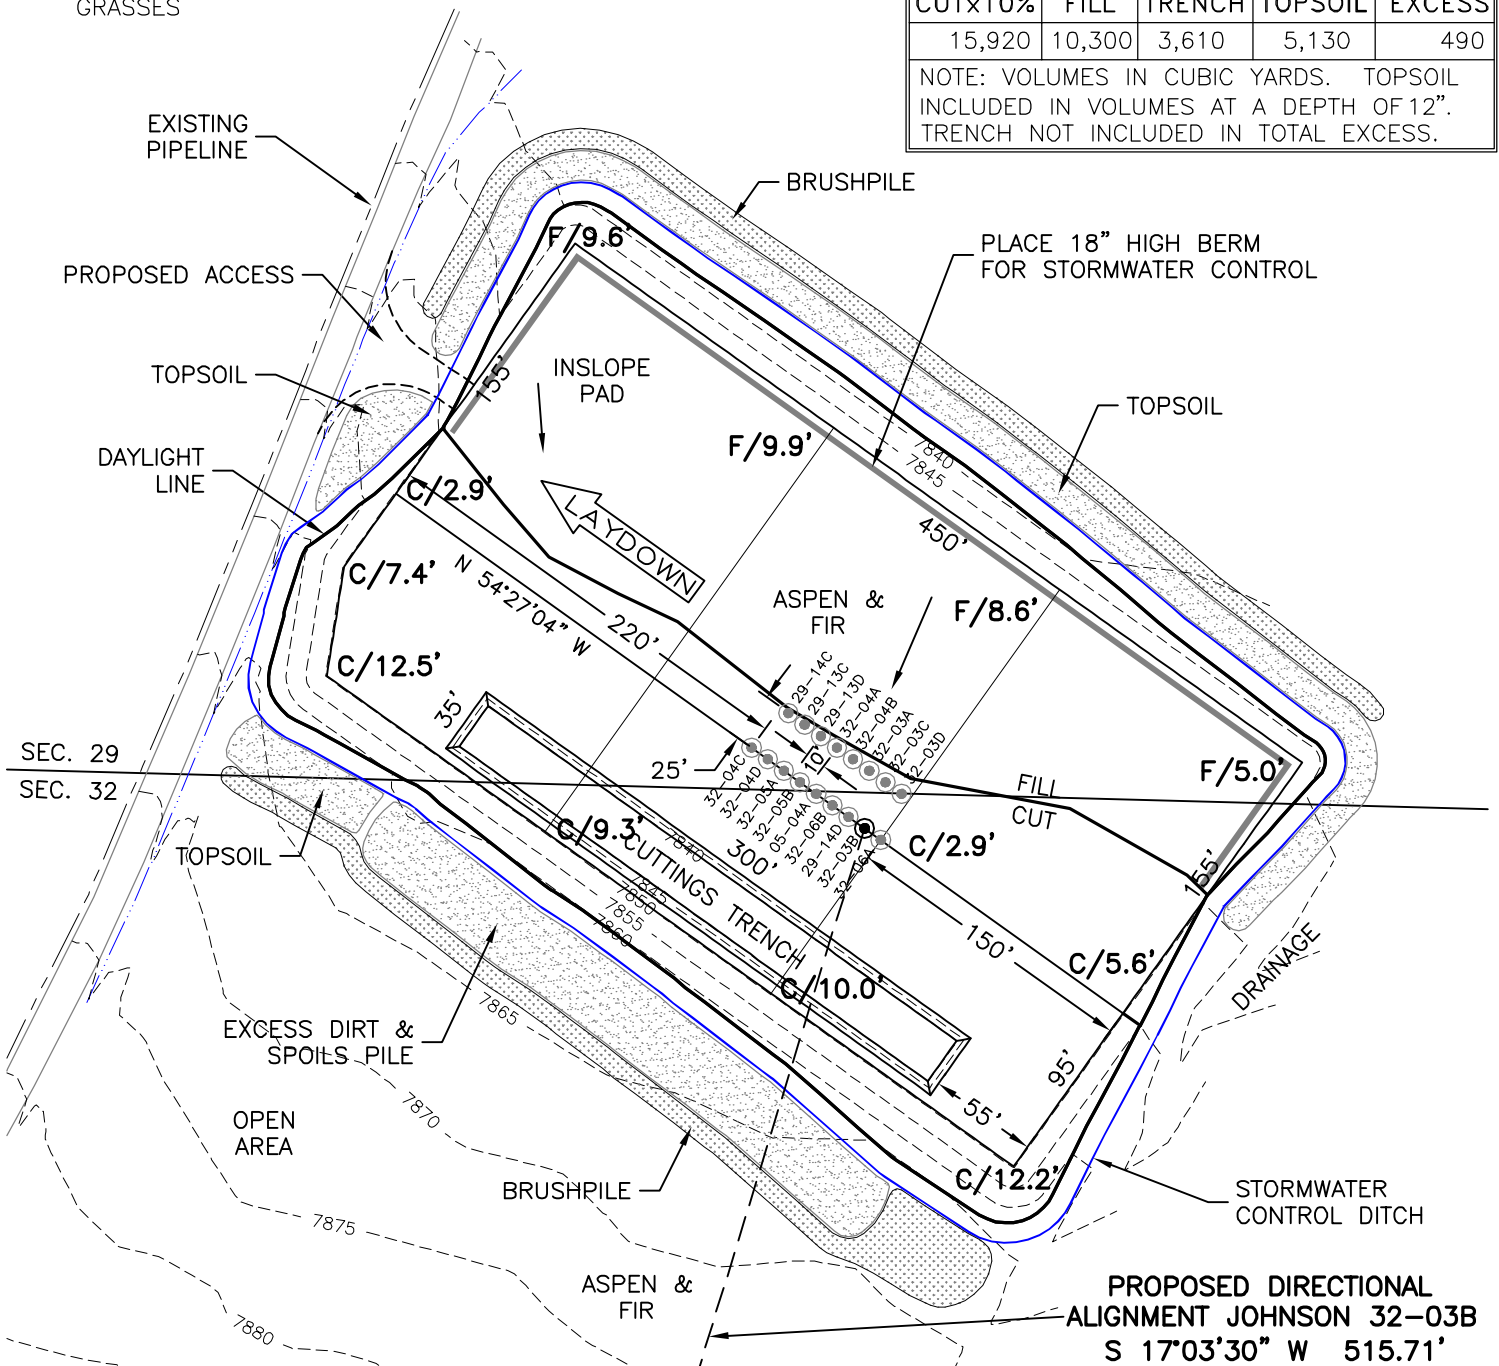 GRASSES
CUTx10% FILL TRENCH TOPSOIL EXCESS
15,920 10,300 3,610 5,130 490
NOTE: VOLUMES IN CUBIC YARDS. TOPSOIL
INCLUDED IN VOLUMES AT A DEPTH OF 12”.
TRENCH NOT INCLUDED IN TOTAL EXCESS.
EXISTING
PIPELINE
BRUSHPILE
PLACE 18” HIGH BERM
FOR STORMWATER CONTROL
F/9.6'
PROPOSED ACCESS
155'
INSLOPE
PAD
TOPSOIL
TOPSOIL
F/9.9'
7840
7845
DAYLIGHT
LINE
C/2.9'
LAYDOWN
450'
C/7.4'
N 54°27'04” W
220'
ASPEN &
FIR
F/8.6'
C/12.5'
35'
29-14C
29-13C
29-13D
32-04A
32-04B
32-03A
32-03C
32-03D
SEC. 29
SEC. 32
25'
10'
F/5.0'
FILL
CUT
32-04C
32-04D
32-05A
32-05B
05-04A
32-06B
29-14D
32-03B
32-06A
TOPSOIL
C/9.3'
7840
300'
C/2.9'
155'
CUTTINGS TRENCH
7845
7850
7855
7860
150'
C/5.6'
DRAINAGE
C/10.0'
7865
EXCESS DIRT &
SPOILS PILE
95'
55'
7870
OPEN
AREA
BRUSHPILE
C/12.2'
STORMWATER
CONTROL DITCH
7875
ASPEN &
FIR
7880
PROPOSED DIRECTIONAL
ALIGNMENT JOHNSON 32-03B
S 17°03'30” W 515.71'